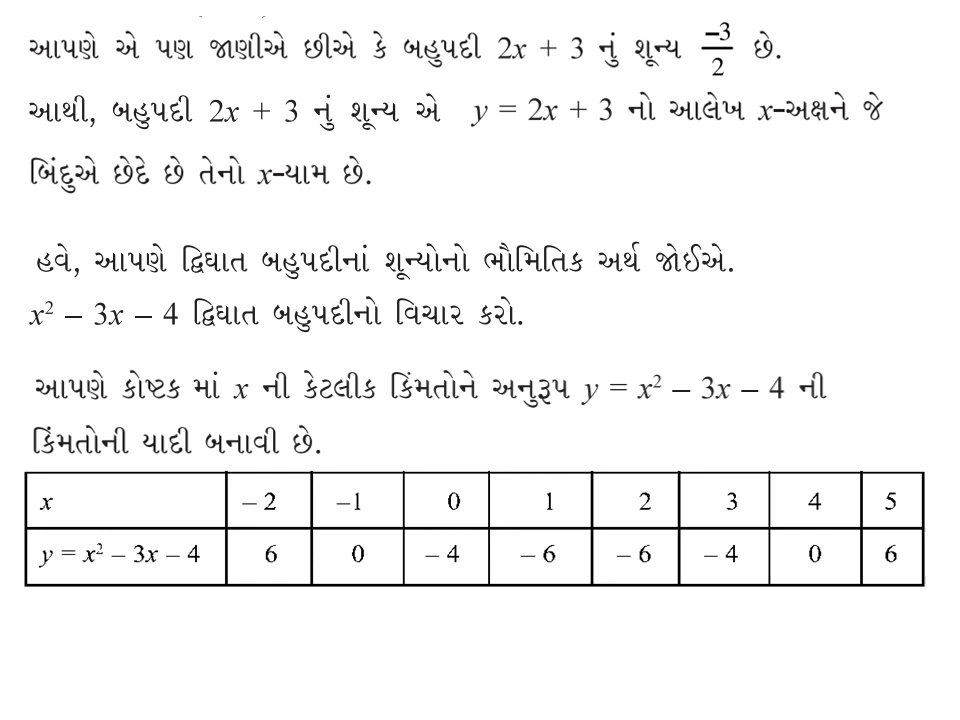 આપણે એ પણ જાણીએ છીએ કે બહુપદી 2x + 3 નું શૂન્ય −3/2 છે.
આથી, બહુપદી 2x + 3 નું શૂન્ય એ y = 2x + 3 નો આલેખ x-અક્ષને જે
બિંદુએ છેદે છે તેનો x-યામ છે.
હવે, આપણે દ્વિઘાત બહુપદીનાં શૂન્યોનો ભૌમિતિક અર્થ જોઈએ.
x² – 3x – 4 દ્વિઘાત બહુપદીનો વિચાર કરો.
આપણે કોષ્ટક માં x ની કેટલીક કિંમતોને અનુરૂપ y = x² – 3x – 4 ની
કિંમતોની યાદી બનાવી છે.
x – 2 –1 0 1 2 3 4 5
y = x² – 3x – 4 6 0 – 4 – 6 – 6 – 4 0 6